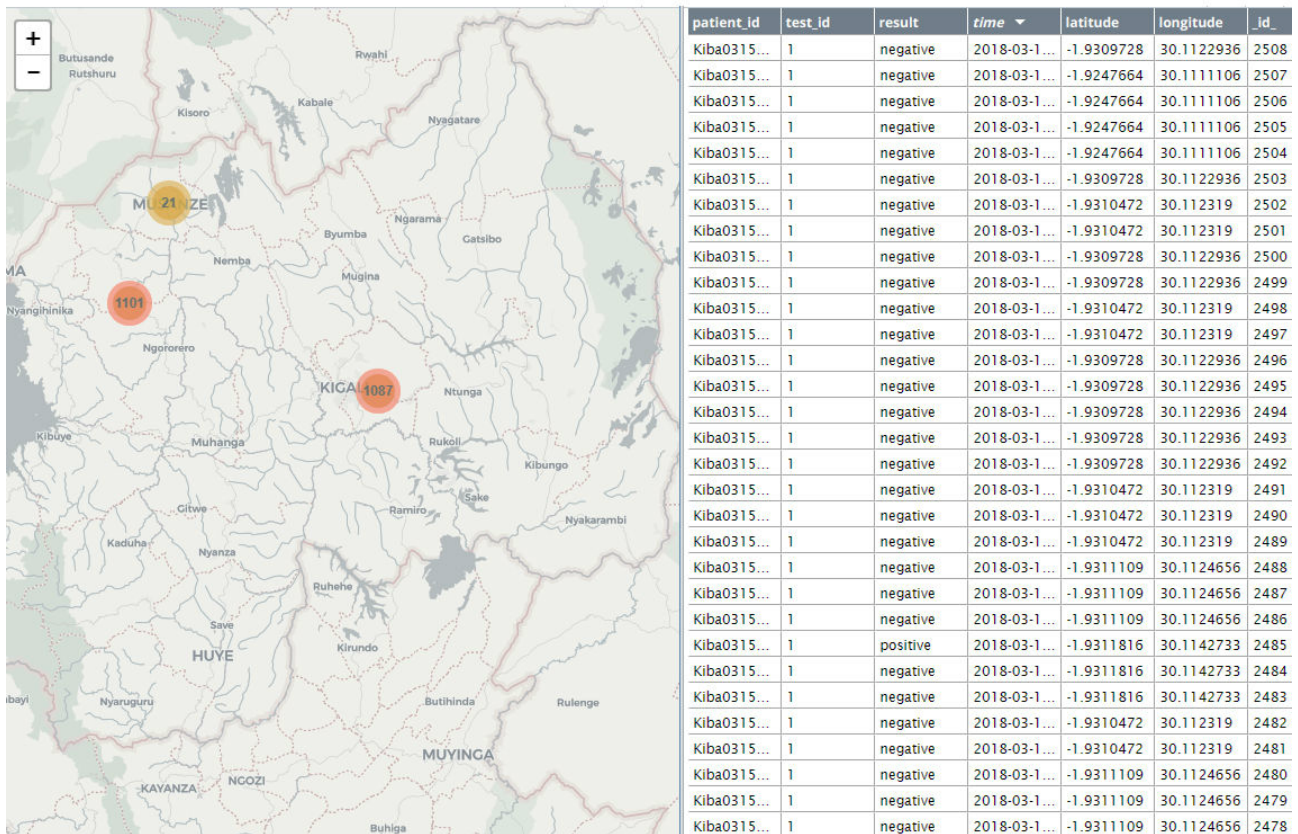 +
−
Butusande
Rutshuru
Rwahi
Kisoro
Kabale
Nyagatare
MUSANZE
21
Ngarama
Byumba
Gatsibo
Nemba
Mugina
MA
1101
Nyangihinika
Ngororero
KIGALI
1087
Ntunga
Kibuye
Muhanga
Rukoli
Kibungo
Sake
Gitwe
Ramiro
Nyakarambi
Kaduha
Nyanza
Ruhehe
Save
HUYE
Kirundo
bayi
Nyaruguru
Butihinda
Rulenge
MUYINGA
NGOZI
KAYANZA
Buhiga
patient_id test_id result time ▼ latitude longitude _id_
Kiba0315... 1 negative 2018-03-1... -1.9309728 30.1122936 2508
Kiba0315... 1 negative 2018-03-1... -1.9247664 30.1111106 2507
Kiba0315... 1 negative 2018-03-1... -1.9247664 30.1111106 2506
Kiba0315... 1 negative 2018-03-1... -1.9247664 30.1111106 2505
Kiba0315... 1 negative 2018-03-1... -1.9247664 30.1111106 2504
Kiba0315... 1 negative 2018-03-1... -1.9309728 30.1122936 2503
Kiba0315... 1 negative 2018-03-1... -1.9310472 30.112319 2502
Kiba0315... 1 negative 2018-03-1... -1.9310472 30.112319 2501
Kiba0315... 1 negative 2018-03-1... -1.9309728 30.1122936 2500
Kiba0315... 1 negative 2018-03-1... -1.9309728 30.1122936 2499
Kiba0315... 1 negative 2018-03-1... -1.9310472 30.112319 2498
Kiba0315... 1 negative 2018-03-1... -1.9310472 30.112319 2497
Kiba0315... 1 negative 2018-03-1... -1.9309728 30.1122936 2496
Kiba0315... 1 negative 2018-03-1... -1.9309728 30.1122936 2495
Kiba0315... 1 negative 2018-03-1... -1.9309728 30.1122936 2494
Kiba0315... 1 negative 2018-03-1... -1.9309728 30.1122936 2493
Kiba0315... 1 negative 2018-03-1... -1.9309728 30.1122936 2492
Kiba0315... 1 negative 2018-03-1... -1.9310472 30.112319 2491
Kiba0315... 1 negative 2018-03-1... -1.9310472 30.112319 2490
Kiba0315... 1 negative 2018-03-1... -1.9310472 30.112319 2489
Kiba0315... 1 negative 2018-03-1... -1.9311109 30.1124656 2488
Kiba0315... 1 negative 2018-03-1... -1.9311109 30.1124656 2487
Kiba0315... 1 negative 2018-03-1... -1.9311109 30.1124656 2486
Kiba0315... 1 positive 2018-03-1... -1.9311816 30.1142733 2485
Kiba0315... 1 negative 2018-03-1... -1.9311816 30.1142733 2484
Kiba0315... 1 negative 2018-03-1... -1.9311816 30.1142733 2483
Kiba0315... 1 negative 2018-03-1... -1.9310472 30.112319 2482
Kiba0315... 1 negative 2018-03-1... -1.9310472 30.112319 2481
Kiba0315... 1 negative 2018-03-1... -1.9311109 30.1124656 2480
Kiba0315... 1 negative 2018-03-1... -1.9311109 30.1124656 2479
Kiba0315... 1 negative 2018-03-1... -1.9311109 30.1124656 2478